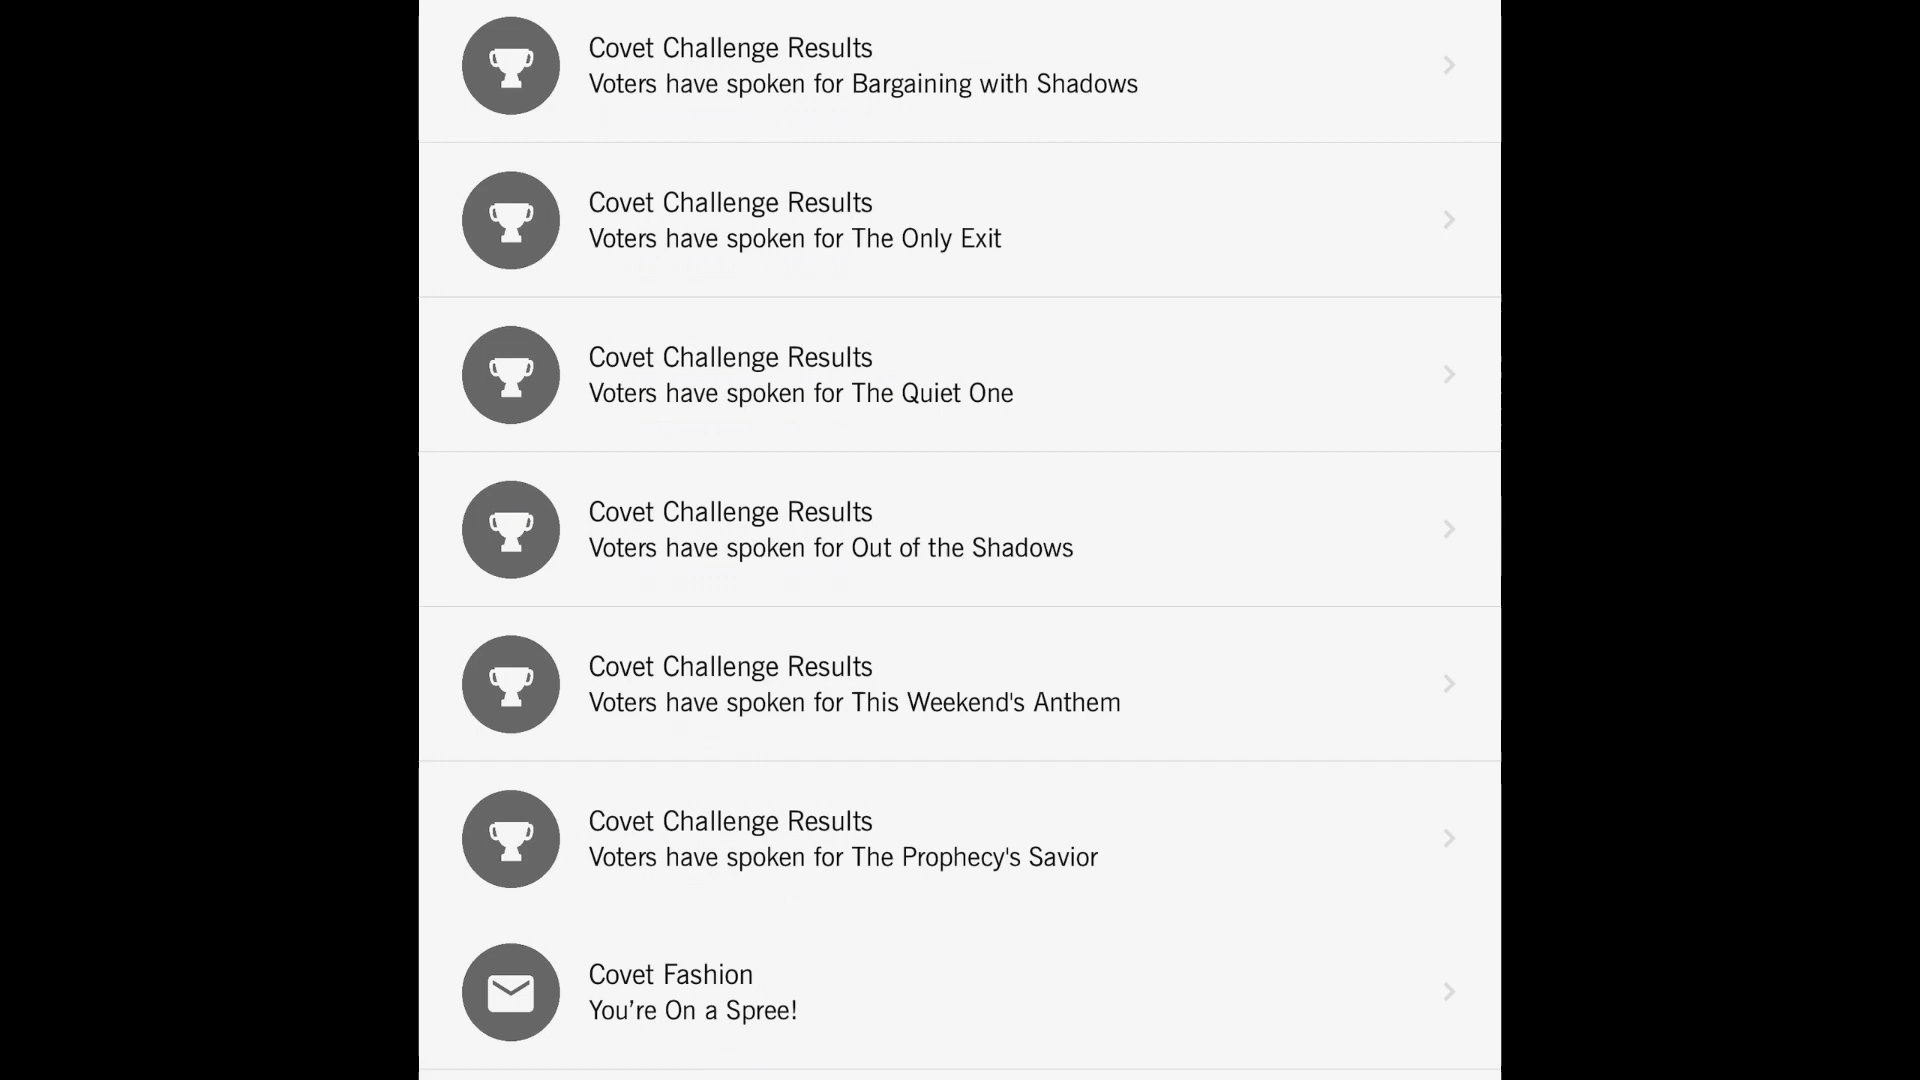 Covet Challenge Results
Voters have spoken for Bargaining with Shadows
Covet Challenge Results
Voters have spoken for The Only Exit
Covet Challenge Results
Voters have spoken for The Quiet One
Covet Challenge Results
Voters have spoken for Out of the Shadows
Covet Challenge Results
Voters have spoken for This Weekend's Anthem
Covet Challenge Results
Voters have spoken for The Prophecy's Savior
Covet Fashion
You’re On a Spree!